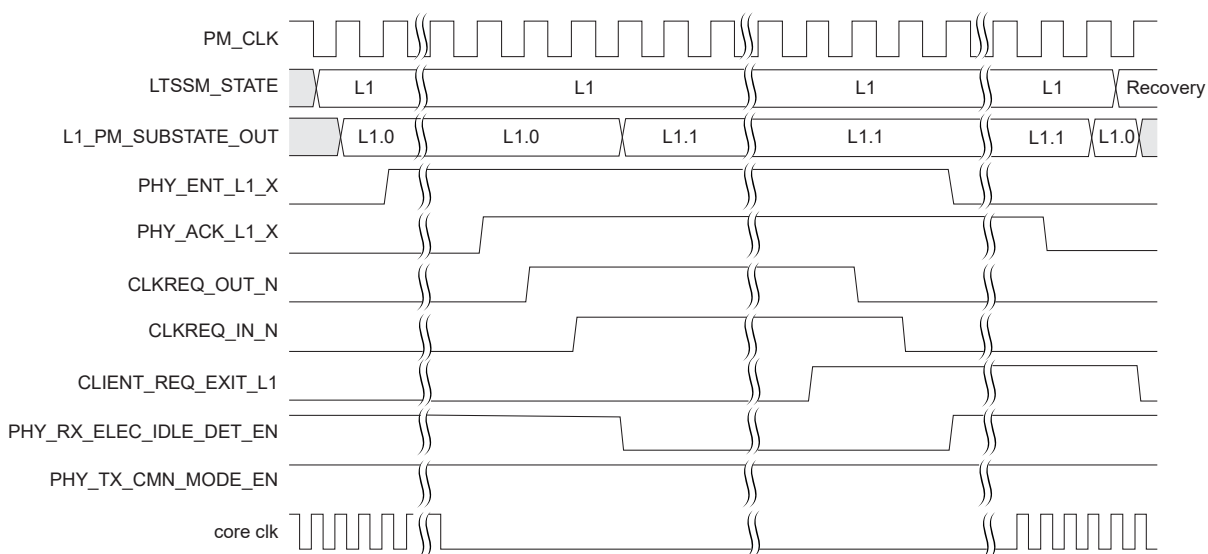 PM_CLK
LTSSM_STATE L1 L1 L1 L1 Recovery
L1_PM_SUBSTATE_OUT L1.0 L1.0 L1.1 L1.1 L1.1 L1.0
PHY_ENT_L1_X
PHY_ACK_L1_X
CLKREQ_OUT_N
CLKREQ_IN_N
CLIENT_REQ_EXIT_L1
PHY_RX_ELEC_IDLE_DET_EN
PHY_TX_CMN_MODE_EN
core clk